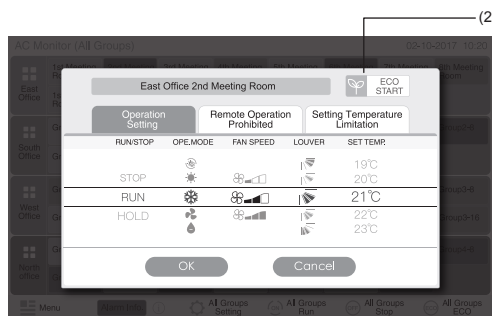 (2
AC Monitor (All Groups)
02-10-2017 10:20
East Office 2nd Meeting Room
ECO
START
East
Office
Operation
Setting
Remote Operation
Prohibited
Setting Temperature
Limitation
RUN/STOP OPE,MODE FAN SPEED LOUVER SET TEMP.
19°C
STOP 20°C
RUN 21°C
HOLD 22°C
23°C
South
Office
West
Office
North
office
OK Cancel
Menu
All Groups
Setting
All Groups
Run
All Groups
Stop
All Groups
ECO